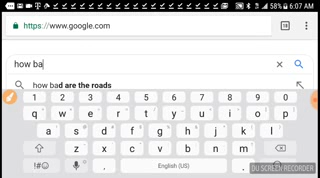 58% 6:07 AM
https://www.google.com
18
how ba
how bad are the roads
1 2 3 4 5 6 7 8 9 0
q w e r t y u i o p
a s d f g h j k l
z x c v b n m
!#☺ , English (US) .
DU SCREEN RECORDER